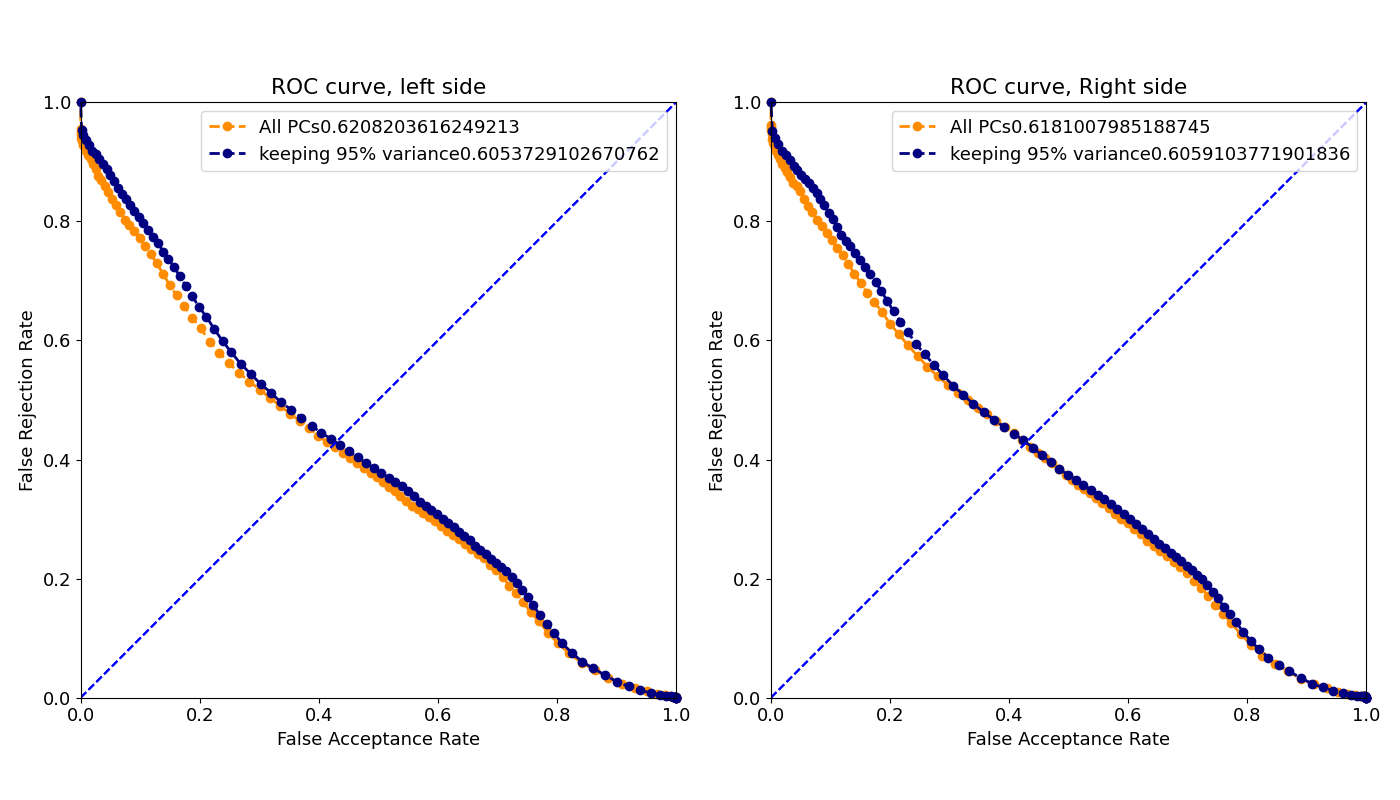 ROC curve, left side
All PCs0.6208203616249213
keeping 95% variance0.6053729102670762
1.0
0.8
0.6
0.4
0.2
0.0
False Rejection Rate
0.0 0.2 0.4 0.6 0.8 1.0
False Acceptance Rate
ROC curve, Right side
All PCs0.6181007985188745
keeping 95% variance0.6059103771901836
1.0
0.8
0.6
0.4
0.2
0.0
False Rejection Rate
0.0 0.2 0.4 0.6 0.8 1.0
False Acceptance Rate